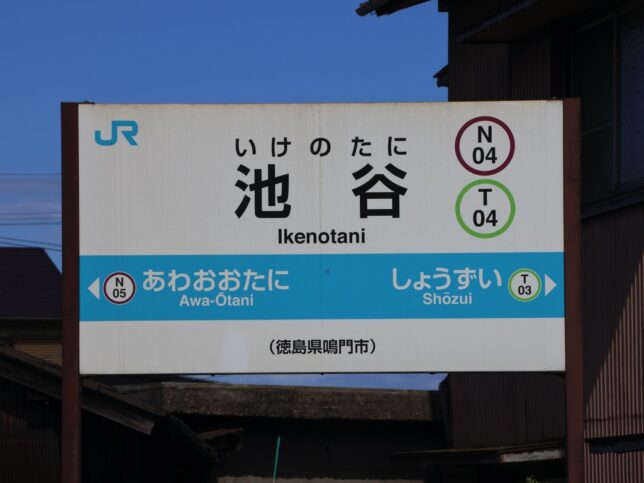 JR
いけのたに
池谷
Ikenotani
N
04
T
04
N
05
あわおおたに
Awa-Ōtani
しょうずい
Shōzui
T
03
（徳島県鳴門市）